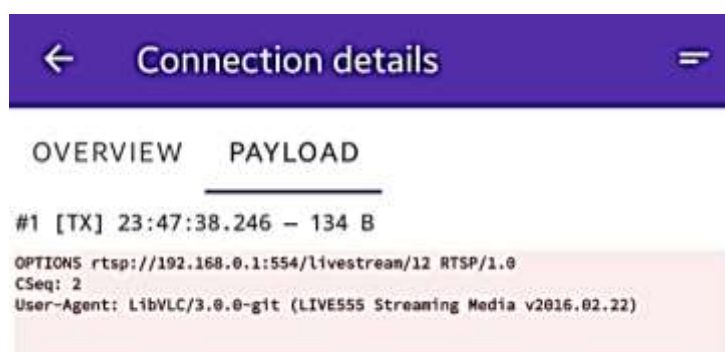 Connection details
OVERVIEW PAYLOAD
#1 [TX] 23:47:38.246 — 134 B
OPTIONS rtsp://192.168.0.1:554/livestream/12 RTSP/1.0
CSeq: 2
User-Agent: LibVLC/3.0.0-git (LIVE555 Streaming Media v2016.02.22)